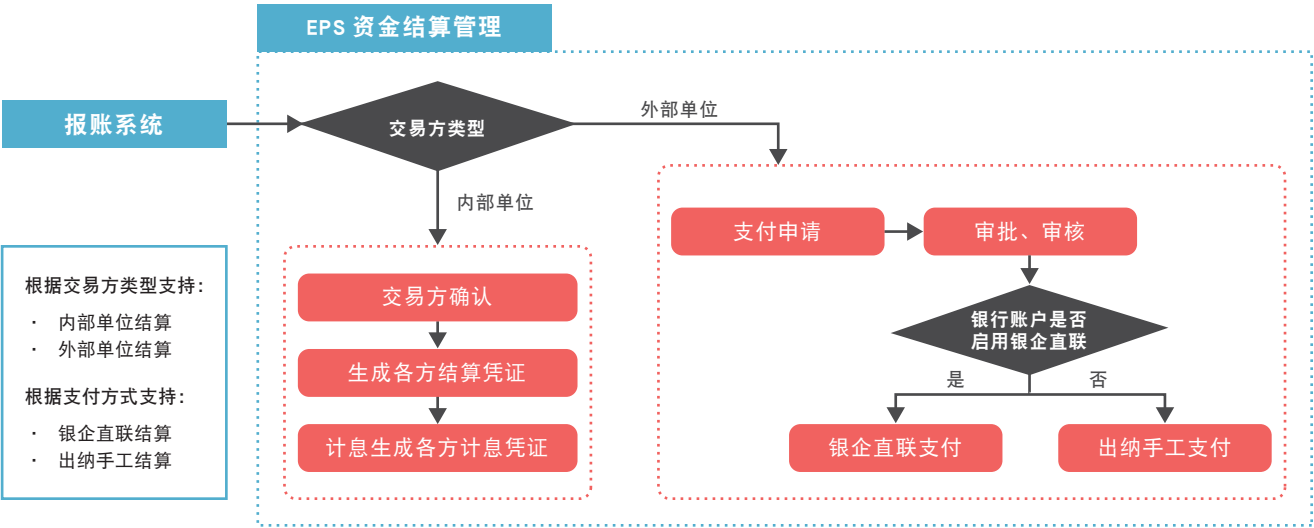 EPS 资金结算管理
报账系统
交易方类型
外部单位
内部单位
支付申请
审批、审核
银行账户是否
启用银企直联
是
否
银企直联支付
出纳手工支付
交易方确认
生成各方结算凭证
计息生成各方计息凭证
根据交易方类型支持：
· 内部单位结算
· 外部单位结算
根据支付方式支持：
· 银企直联结算
· 出纳手工结算